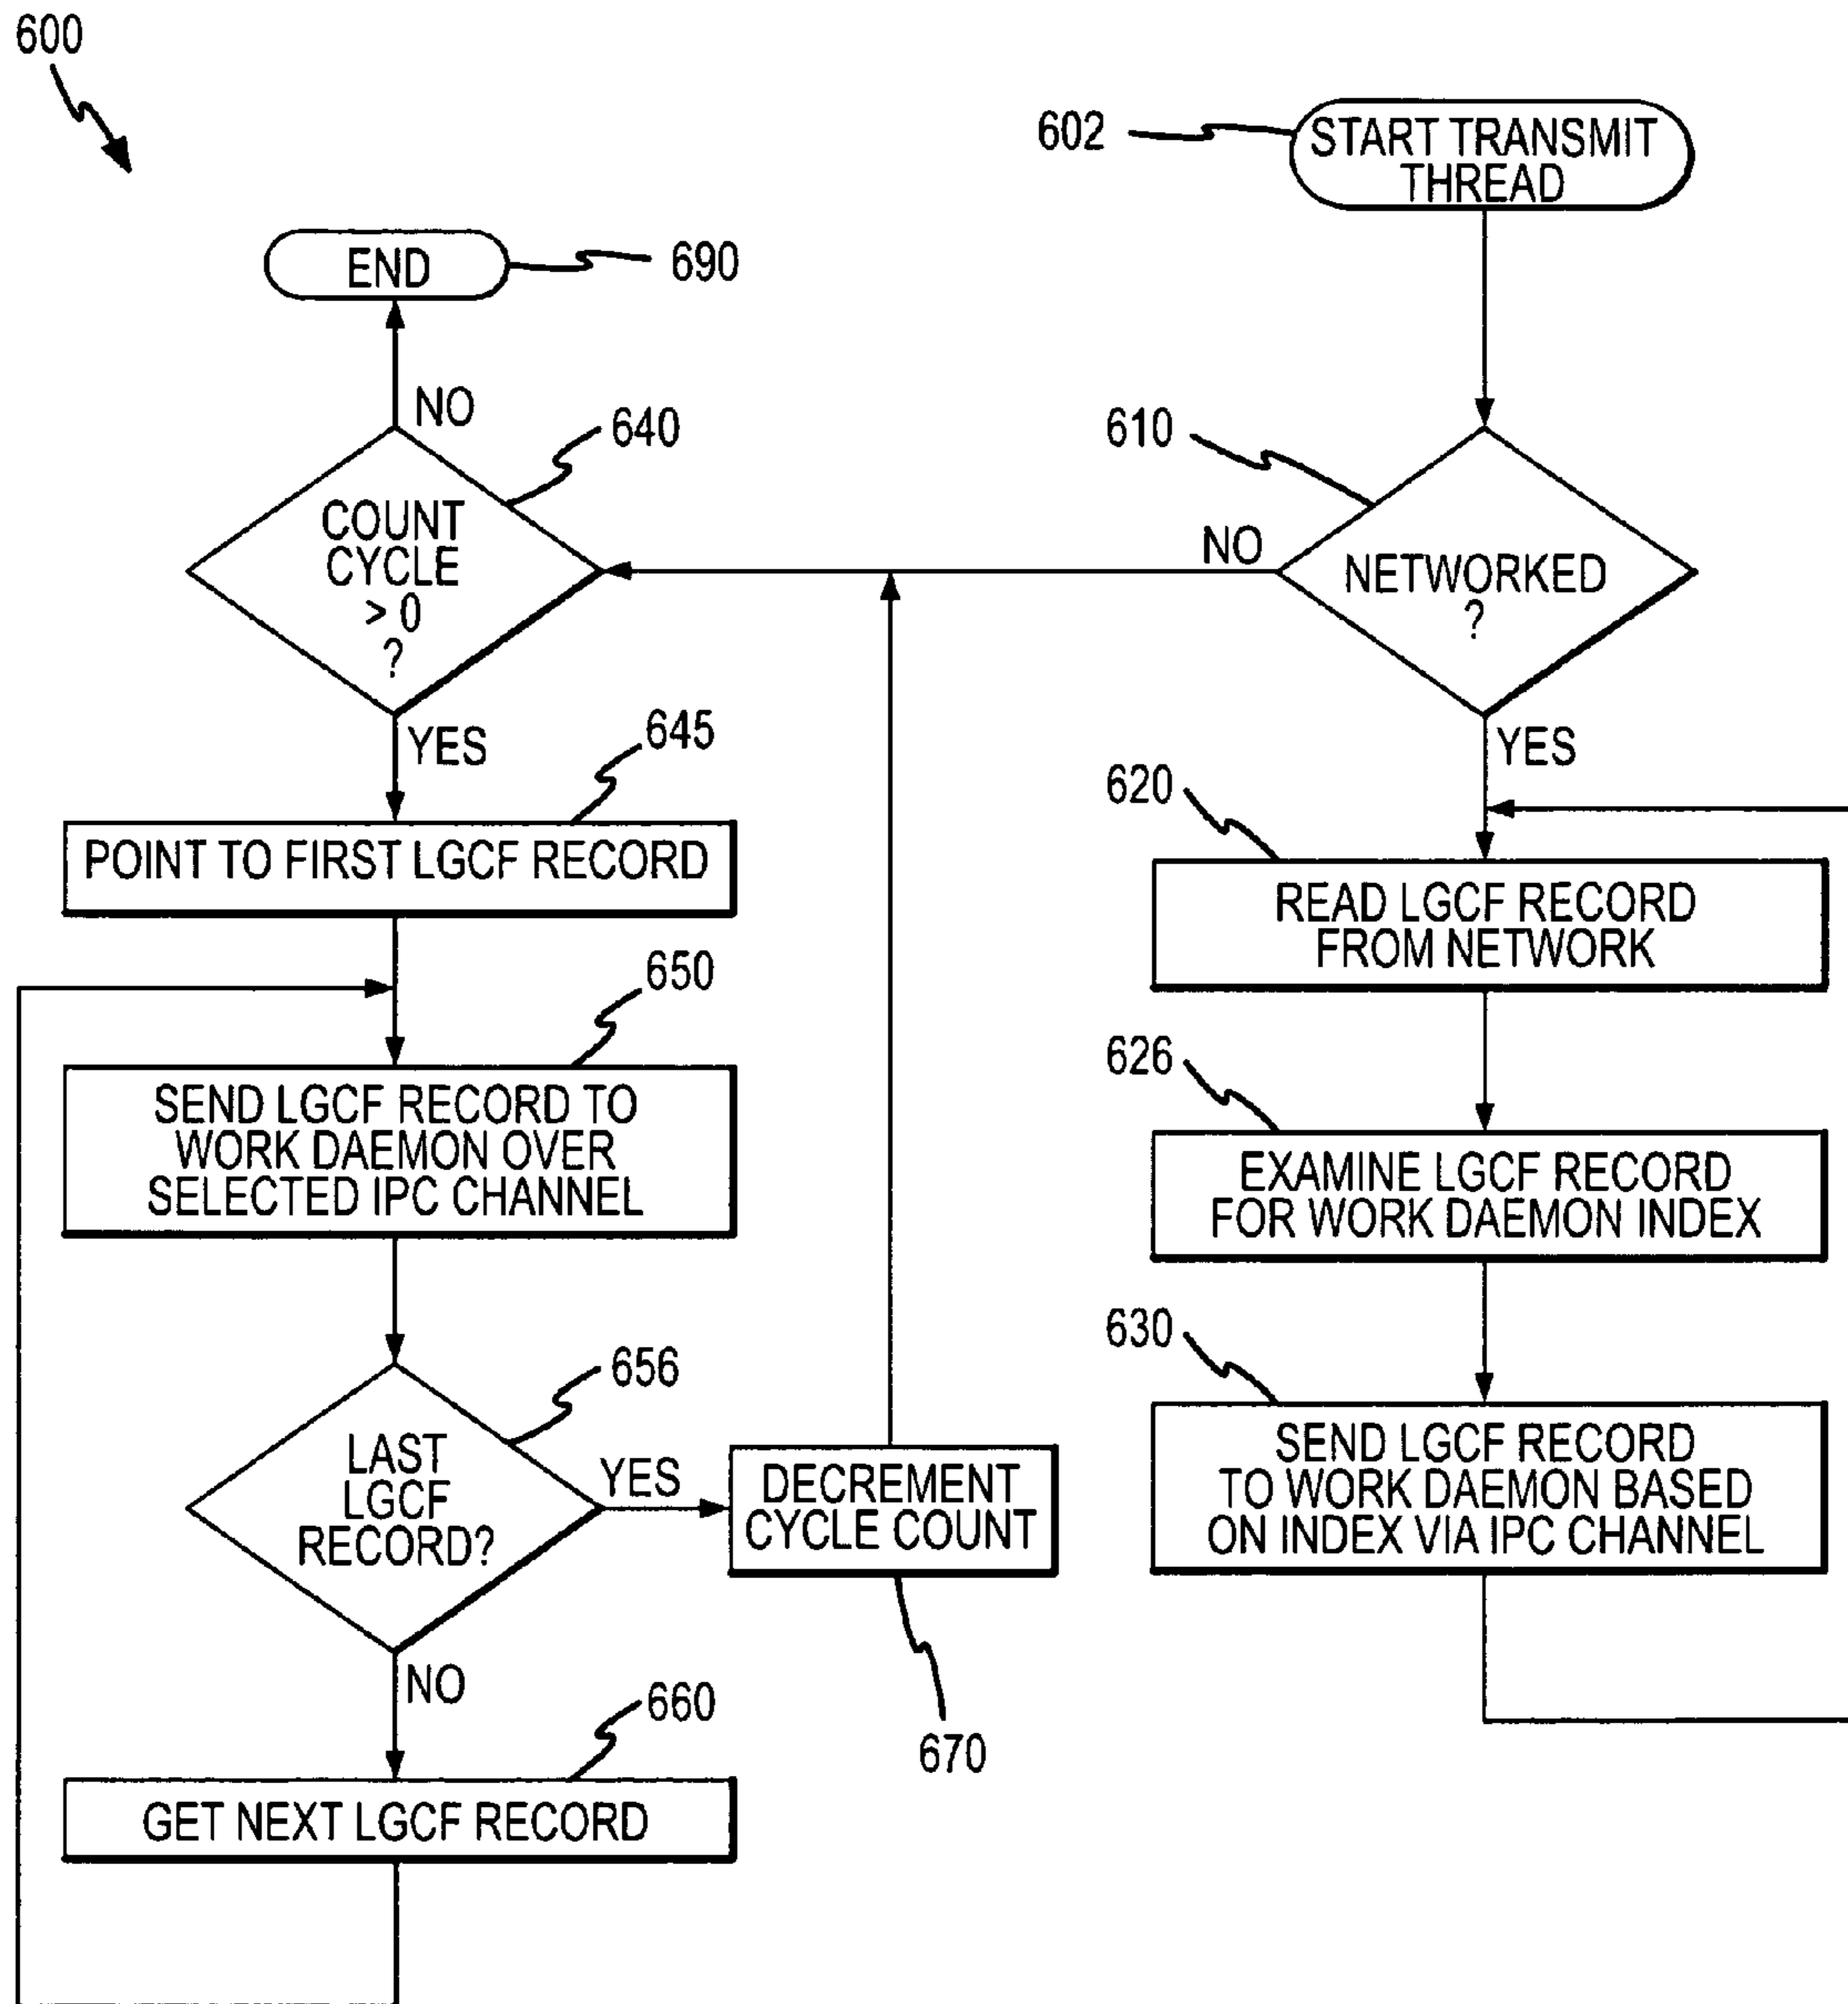 600
602
START TRANSMIT
THREAD
END
690
NO
640
COUNT
CYCLE
> 0
?
610
NO
NETWORKED
?
YES
645
POINT TO FIRST LGCF RECORD
YES
620
READ LGCF RECORD
FROM NETWORK
650
SEND LGCF RECORD TO
WORK DAEMON OVER
SELECTED IPC CHANNEL
626
EXAMINE LGCF RECORD
FOR WORK DAEMON INDEX
656
LAST
LGCF
RECORD?
YES
DECREMENT
CYCLE COUNT
670
630
SEND LGCF RECORD
TO WORK DAEMON BASED
ON INDEX VIA IPC CHANNEL
NO
660
GET NEXT LGCF RECORD